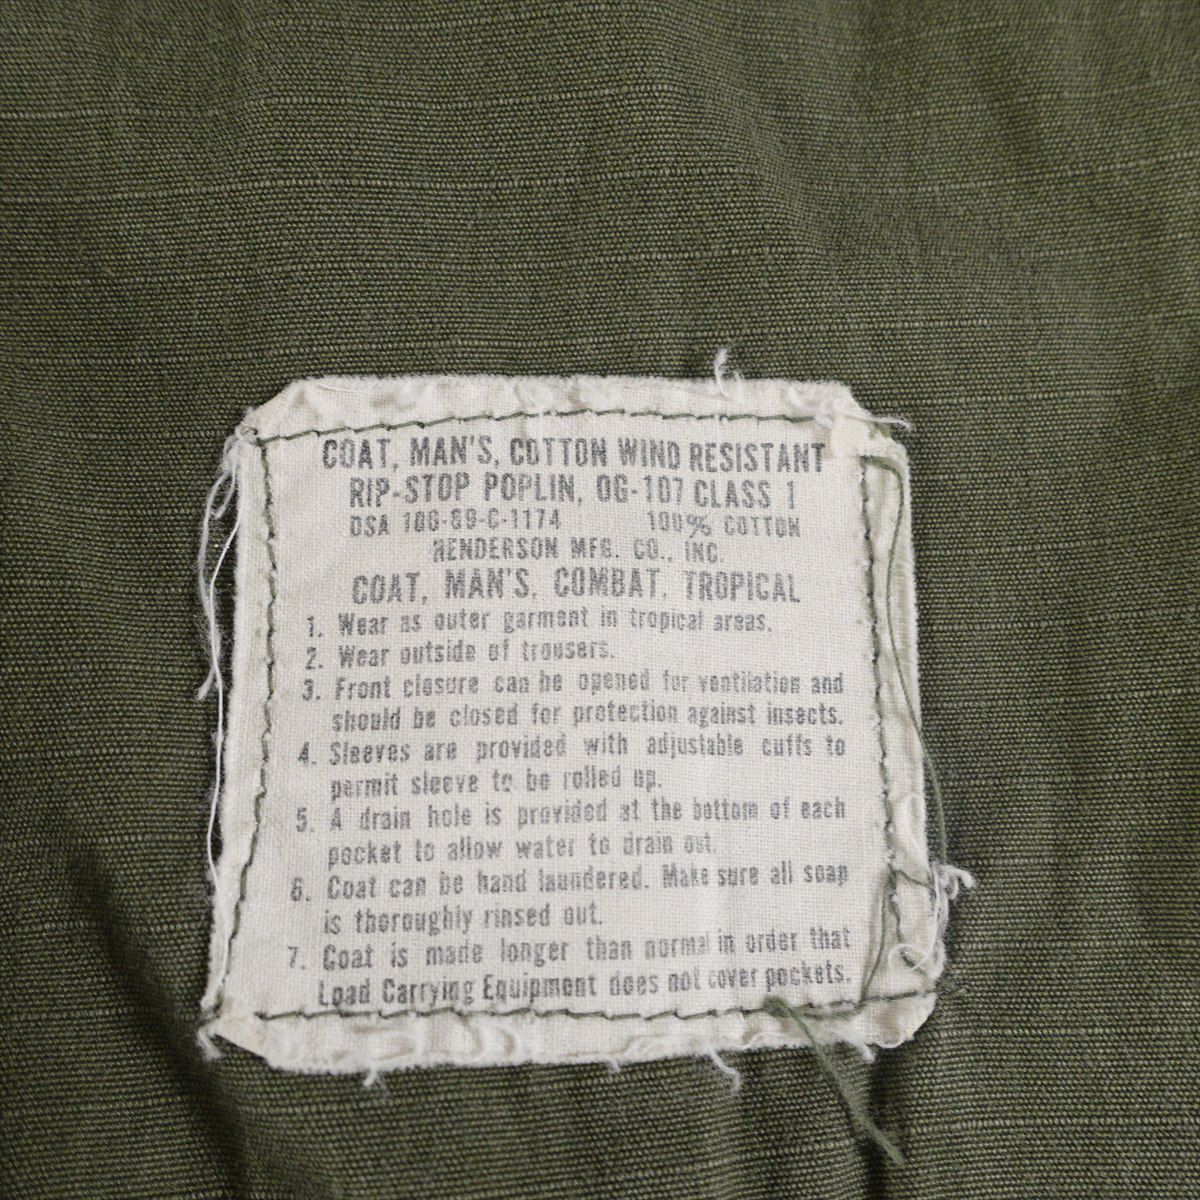 COAT, MAN'S, COTTON WIND RESISTANT
RIP-STOP POPLIN, OG-107 CLASS 1
DSA 100-69-C-1174 100% COTTON
HENDERSON MFG. CO., INC.
COAT, MAN'S, COMBAT, TROPICAL
1. Wear as outer garment in tropical areas.
2. Wear outside of trousers.
3. Front closure can be opened for ventilation and
should be closed for protection against insects.
4. Sleeves are provided with adjustable cuffs to
permit sleeve to be rolled up.
5. A drain hole is provided at the bottom of each
pocket to allow water to drain out.
6. Coat can be hand laundered. Make sure all soap
is thoroughly rinsed out.
7. Coat is made longer than normal in order that
Load Carrying Equipment does not cover pockets.